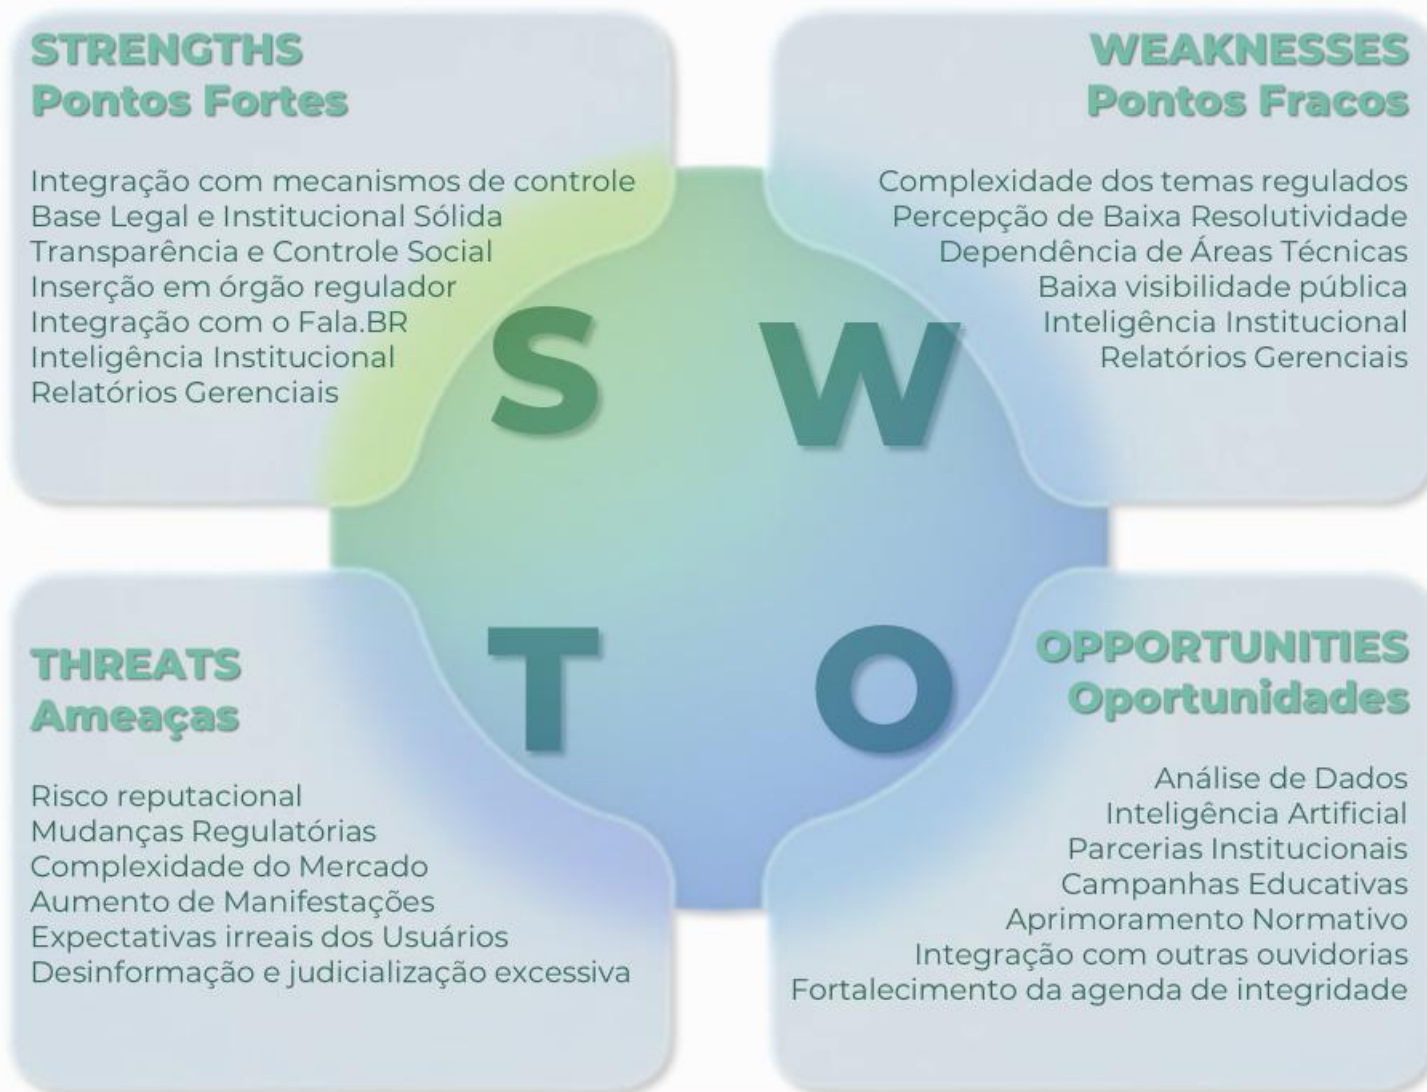 STRENGTHS
Pontos Fortes
Integração com mecanismos de controle
Base Legal e Institucional Sólida
Transparência e Controle Social
Inserção em órgão regulador
Integração com o Fala.BR
Inteligência Institucional
Relatórios Gerenciais
WEAKNESSES
Pontos Fracos
Complexidade dos temas regulados
Percepção de Baixa Resolutividade
Dependência de Áreas Técnicas
Baixa visibilidade pública
Inteligência Institucional
Relatórios Gerenciais
S
W
T
O
THREATS
Ameaças
Risco reputacional
Mudanças Regulatórias
Complexidade do Mercado
Aumento de Manifestações
Expectativas irreais dos Usuários
Desinformação e judicialização excessiva
OPPORTUNITIES
Oportunidades
Análise de Dados
Inteligência Artificial
Parcerias Institucionais
Campanhas Educativas
Aprimoramento Normativo
Integração com outras ouvidorias
Fortalecimento da agenda de integridade